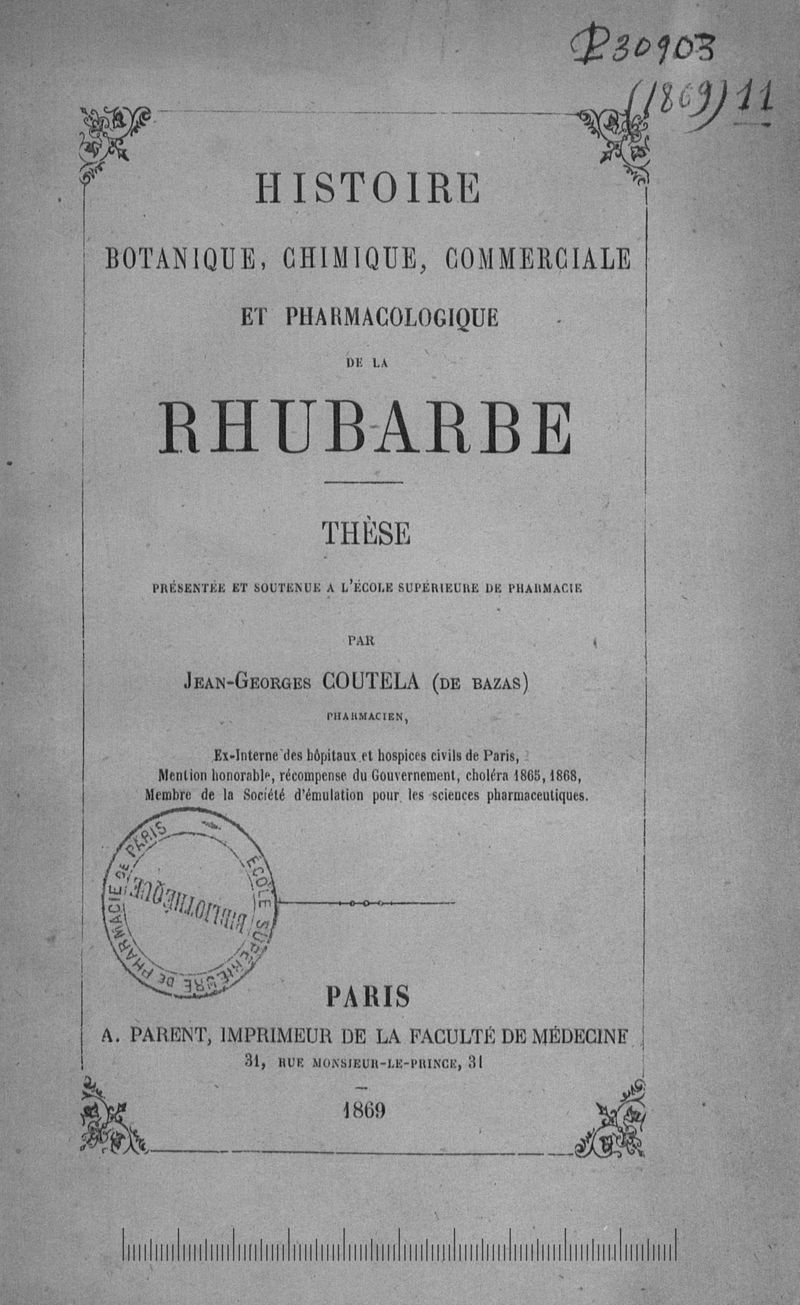 P30903
(1869) 11
HISTOIRE
BOTANIQUE, CHIMIQUE, COMMERCIALE
ET PHARMACOLOGIQUE
DE LA
RHUBARBE
THÈSE
PRÉSENTÉE ET SOUTENUE A L'ÉCOLE SUPÉRIEURE DE PHARMACIE
PAR
JEAN-GEORGES COUTELA (DE BAZAS)
PHARMACIEN,
Ex-Interne des hôpitaux et hospices civils de Paris,
Mention honorable, récompense du Gouvernement, choléra 1865, 1868,
Membre de la Société d'émulation pour les sciences pharmaceutiques.
ÉCOLE SUPÉRIEURE DE PHARMACIE DE PARIS
BIBLIOTHÈQUE
PARIS
A. PARENT, IMPRIMEUR DE LA FACULTÉ DE MÉDECINE
31, RUE MONSIEUR-LE-PRINCE, 31
1869